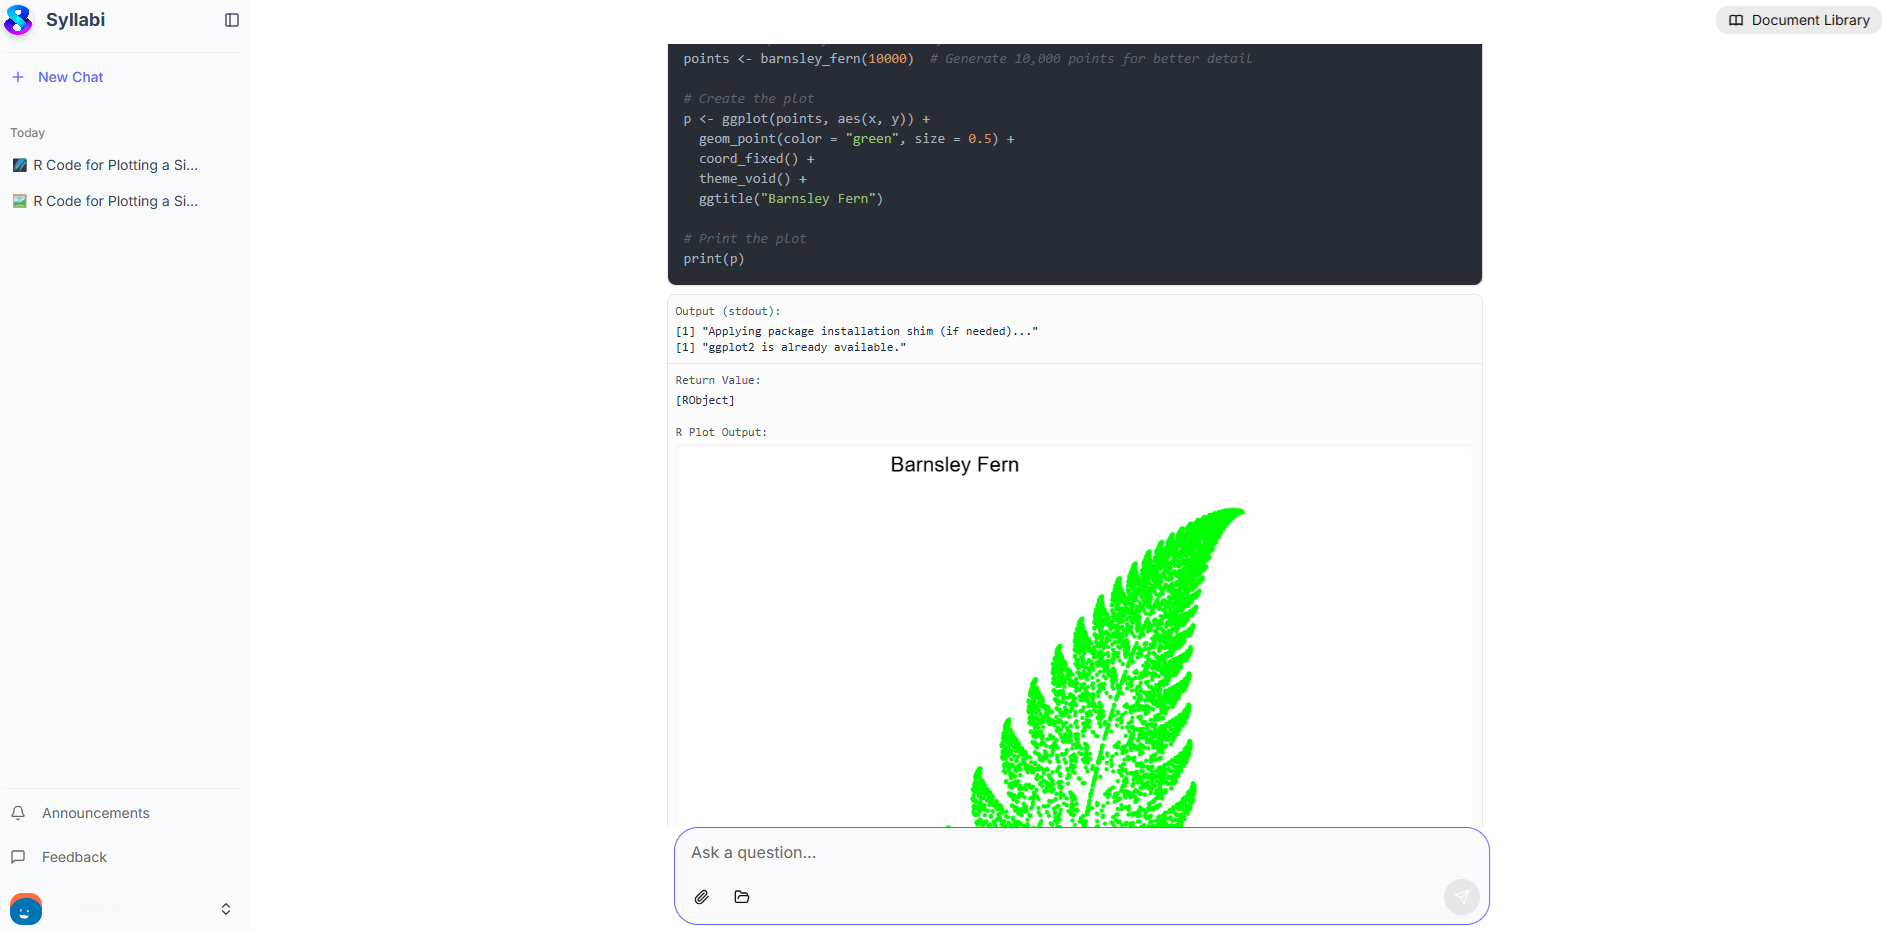 Syllabi
Document Library
New Chat
Today
R Code for Plotting a Si...
R Code for Plotting a Si...
points <- barnsley_fern(10000)  # Generate 10,000 points for better detail
# Create the plot
p <- ggplot(points, aes(x, y)) +
  geom_point(color = "green", size = 0.5) +
  coord_fixed() +
  theme_void() +
  ggtitle("Barnsley Fern")
# Print the plot
print(p)
Output (stdout):
[1] "Applying package installation shim (if needed)..."
[1] "ggplot2 is already available."
Return Value:
[RObject]
R Plot Output:
Barnsley Fern
Announcements
Feedback
Ask a question...